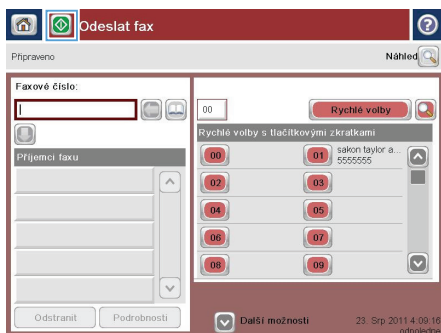 Odeslat fax
Připraveno
Náhled
Faxové číslo:
00
Rychlé volby
Rychlé volby s tlačítkovými zkratkami
Příjemci faxu
00
01
sakon taylor a...
5555555
02
03
04
05
06
07
08
09
Odstranit
Podrobnosti
Další možnosti
23. Srp 2011 4:09:16
odpoledne